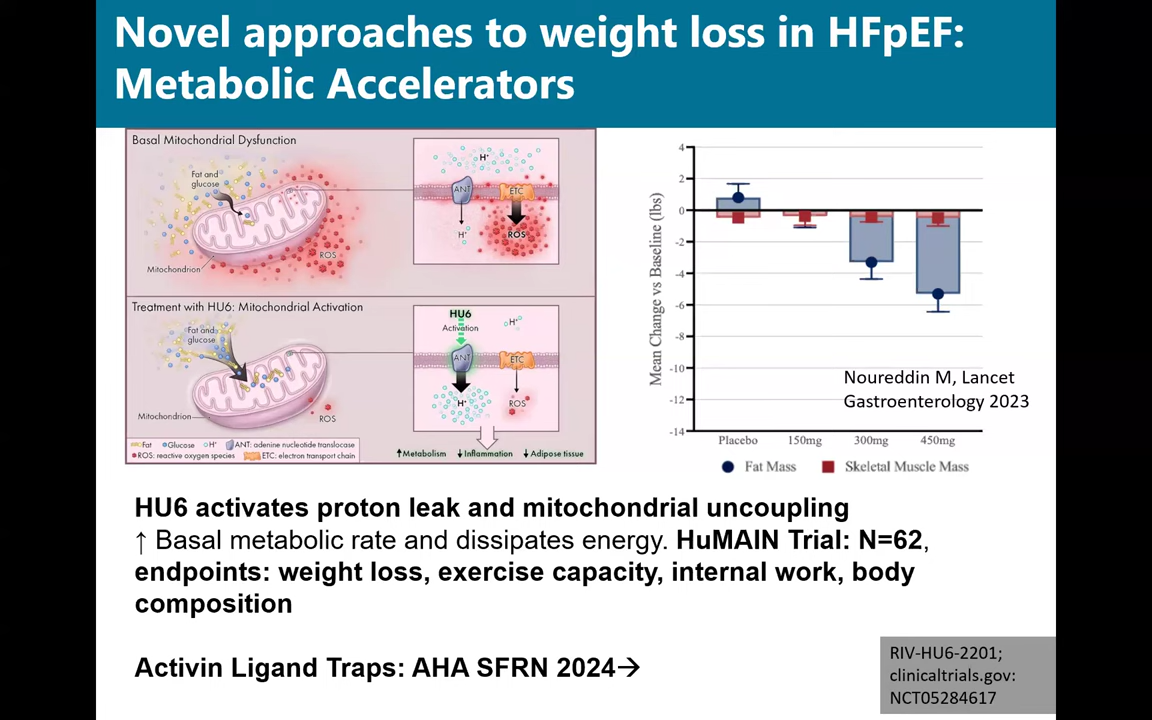 Novel approaches to weight loss in HFpEF:
Metabolic Accelerators
Basal Mitochondrial Dysfunction
Fat and
glucose
Mitochondrion
ROS
H⁺
ANT
ETC
H⁺
ROS
Treatment with HU6: Mitochondrial Activation
Fat and
glucose
Mitochondrion
ROS
HU6
Activation
H⁺
ANT
ETC
H⁺
ROS
Fat Glucose H⁺ ANT: adenine nucleotide translocase
ROS: reactive oxygen species ETC: electron transport chain
↑Metabolism ↓Inflammation ↓Adipose tissue
Mean Change vs Baseline (lbs)
4
2
0
-2
-4
-6
-8
-10
-12
-14
Noureddin M, Lancet
Gastroenterology 2023
Placebo 150mg 300mg 450mg
Fat Mass Skeletal Muscle Mass
HU6 activates proton leak and mitochondrial uncoupling
↑ Basal metabolic rate and dissipates energy. HuMAIN Trial: N=62,
endpoints: weight loss, exercise capacity, internal work, body
composition
Activin Ligand Traps: AHA SFRN 2024→
RIV-HU6-2201;
clinicaltrials.gov:
NCT05284617